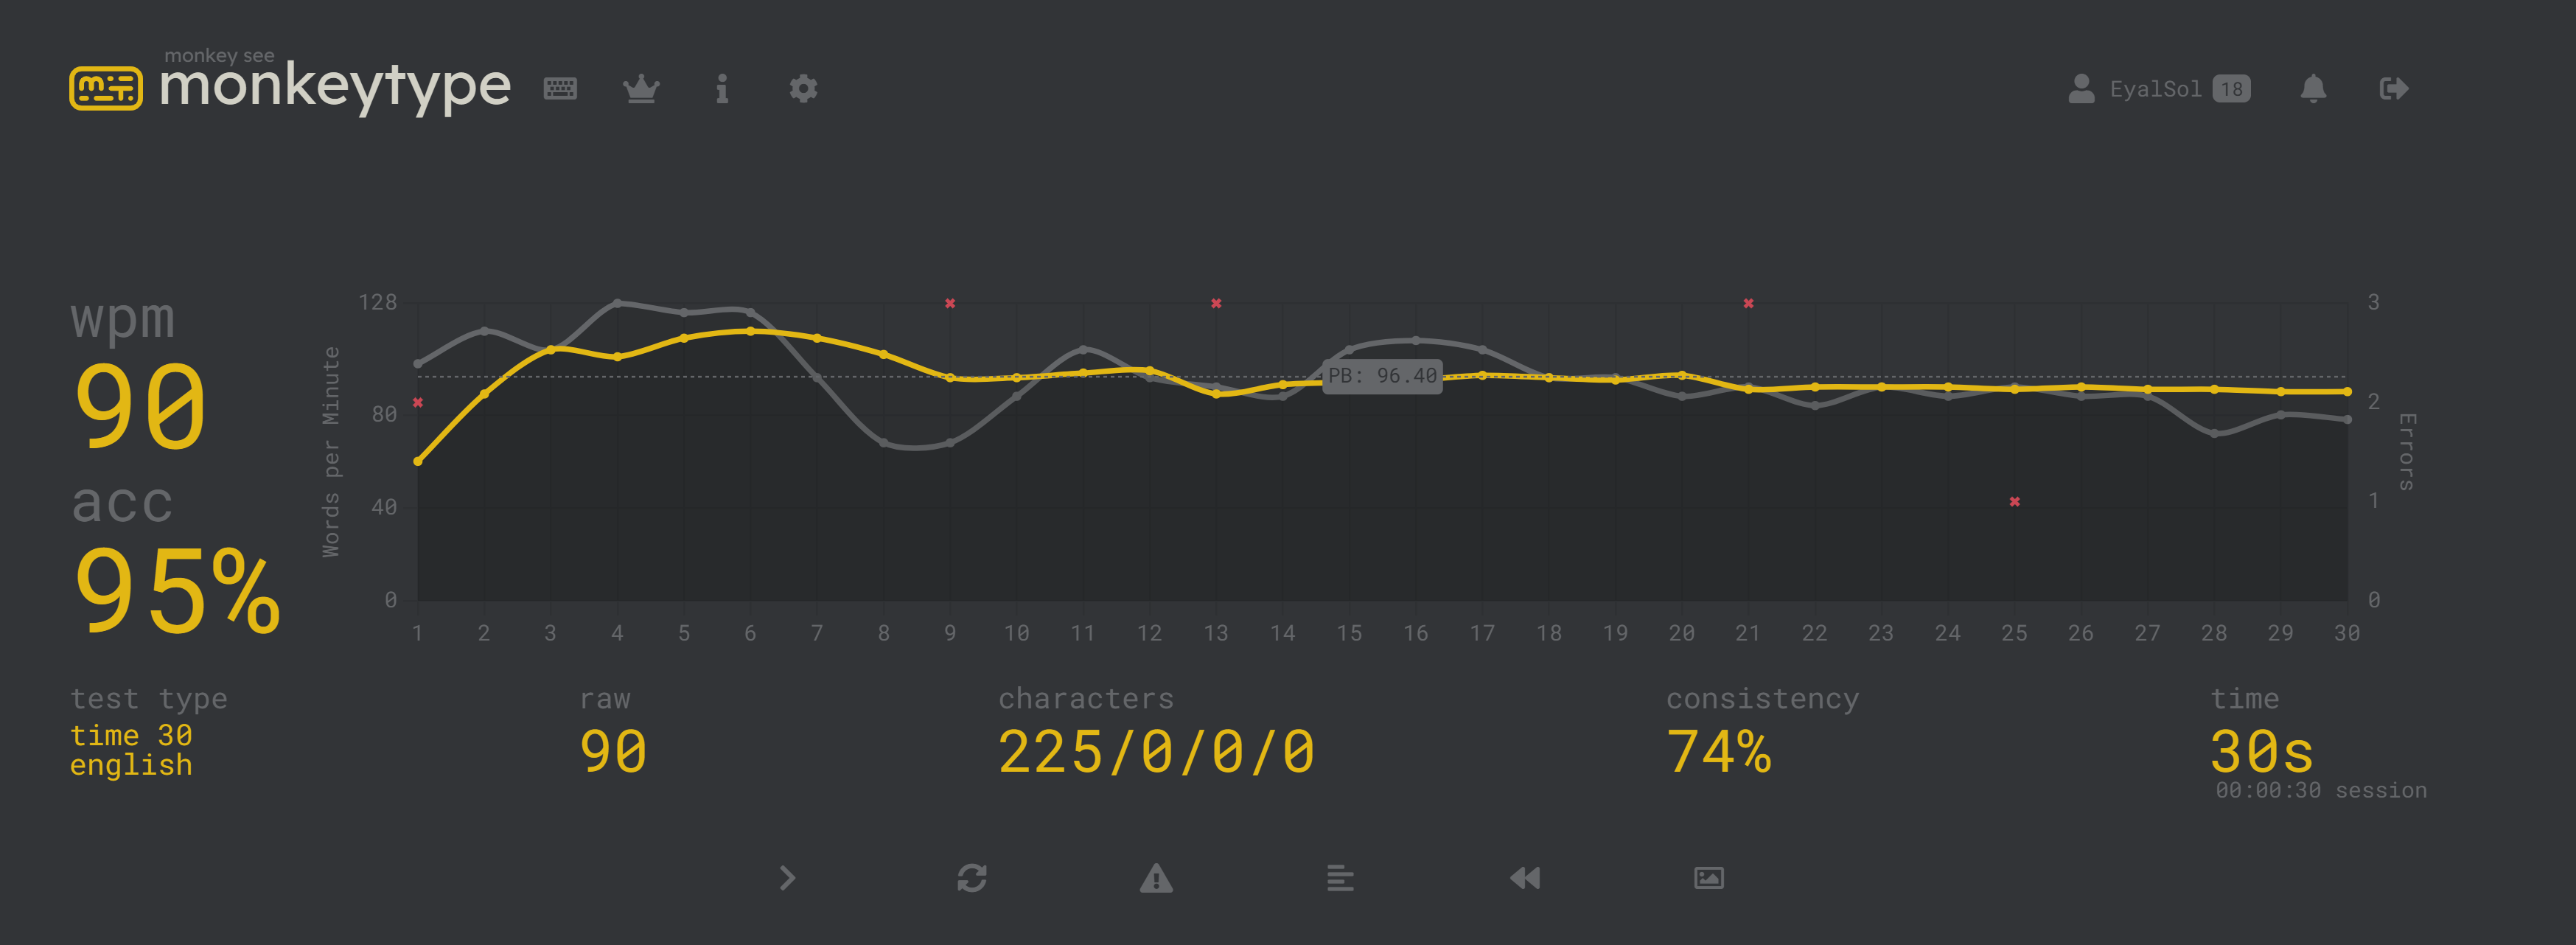 monkey see
monkeytype
EyalSol 18
wpm
90
acc
95%
Words per Minute
128
80
40
0
PB: 96.40
3
2
1
0
Errors
1 2 3 4 5 6 7 8 9 10 11 12 13 14 15 16 17 18 19 20 21 22 23 24 25 26 27 28 29 30
test type
time 30
english
raw
90
characters
225/0/0/0
consistency
74%
time
30s
00:00:30 session